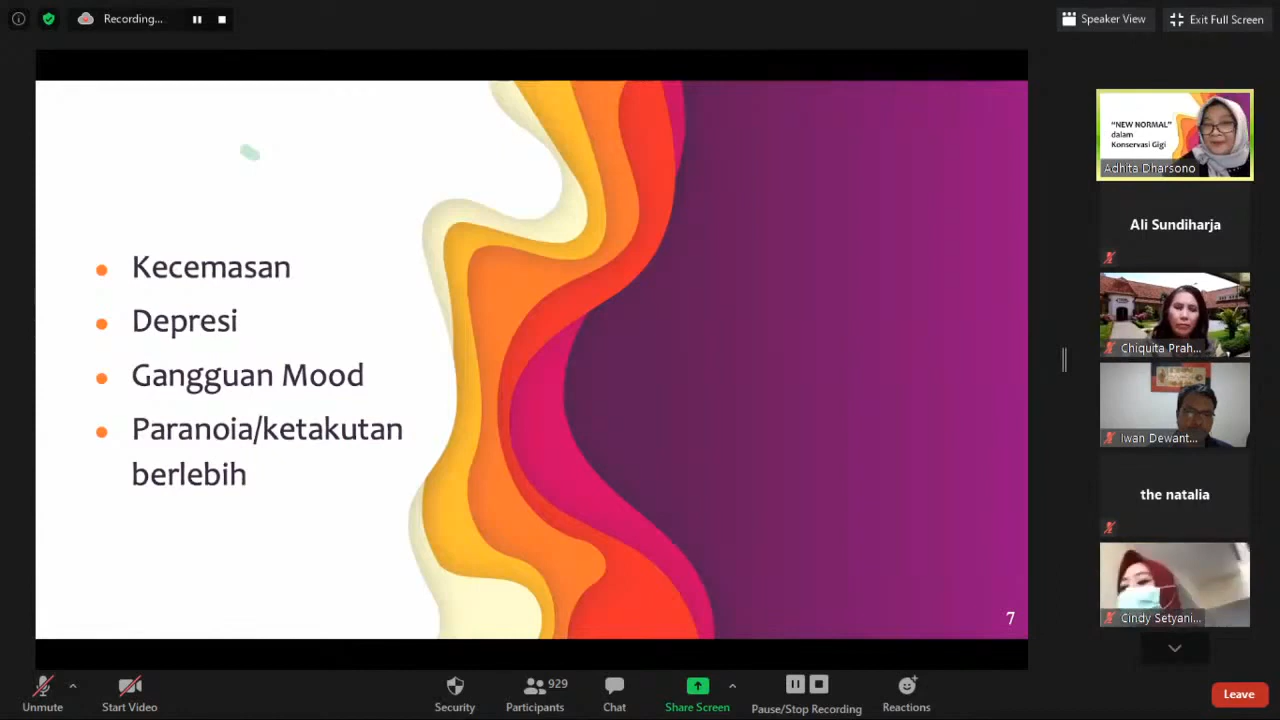 Recording...
Speaker View
Exit Full Screen
Kecemasan
Depresi
Gangguan Mood
Paranoia/ketakutan
berlebih
7
"NEW NORMAL"
dalam
Konservasi Gigi
Adhita Dharsono
Ali Sundiharja
Chiquita Prah...
Iwan Dewant...
the natalia
Cindy Setyani...
Unmute
Start Video
Security
929
Participants
Chat
Share Screen
Pause/Stop Recording
Reactions
Leave